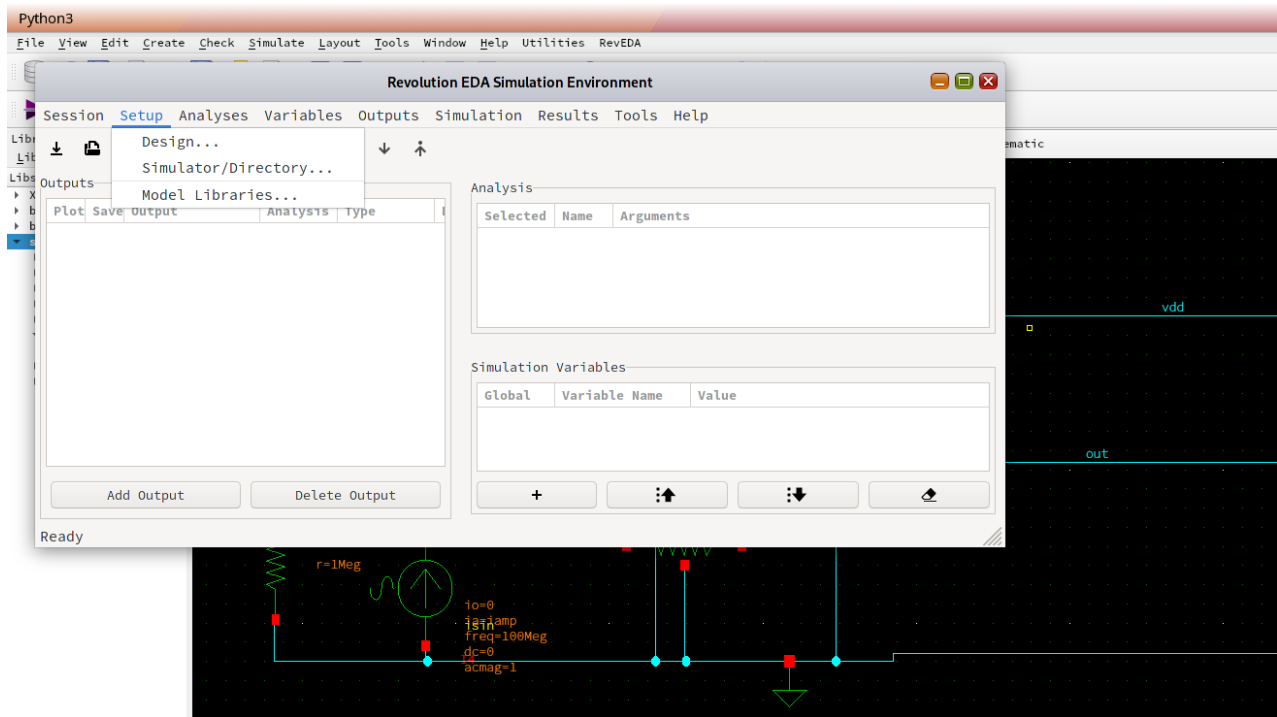 Python3
File View Edit Create Check Simulate Layout Tools Window Help Utilities RevEDA
Revolution EDA Simulation Environment
Session Setup Analyses Variables Outputs Simulation Results Tools Help
Design...
Simulator/Directory...
Model Libraries...
Outputs
Plot Save Output Analysis Type
Analysis
Selected Name Arguments
Simulation Variables
Global Variable Name Value
Add Output Delete Output
+
Ready
Libs
vdd
out
r=1Meg
io=0
isin
freq=100Meg
dc=0
acmag=1